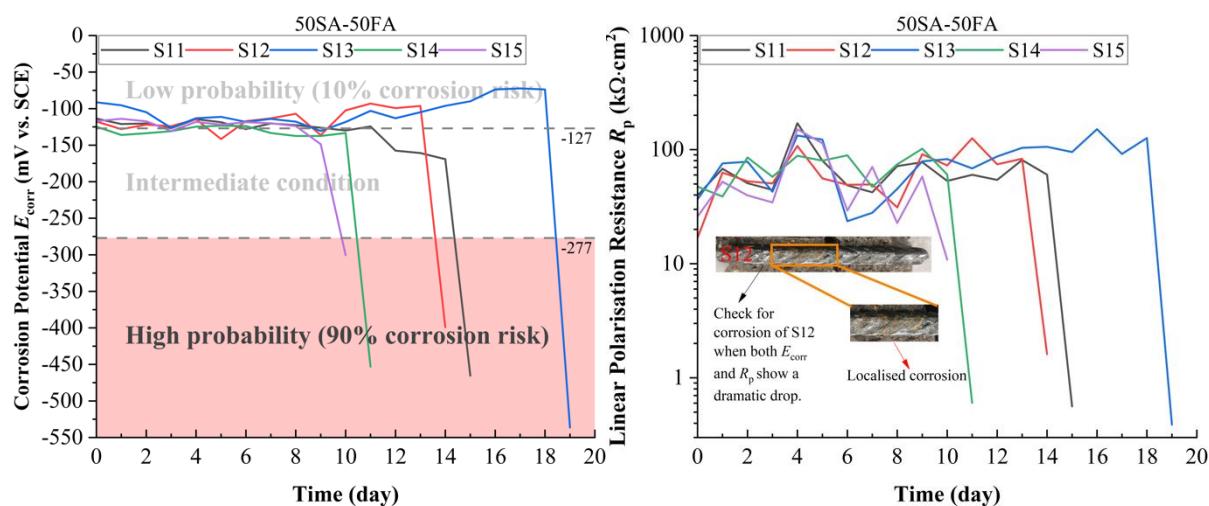 50SA-50FA
S11 S12 S13 S14 S15
0
-50
-100
-150
-200
-250
-300
-350
-400
-450
-500
-550
Corrosion Potential Ecorr (mV vs. SCE)
Low probability (10% corrosion risk)
-127
Intermediate condition
-277
High probability (90% corrosion risk)
0 2 4 6 8 10 12 14 16 18 20
Time (day)
50SA-50FA
S11 S12 S13 S14 S15
1000
100
10
1
Linear Polarisation Resistance Rp (kΩ·cm²)
S12
Check for
corrosion of S12
when both Ecorr
and Rp show a
dramatic drop.
Localised corrosion
0 2 4 6 8 10 12 14 16 18 20
Time (day)